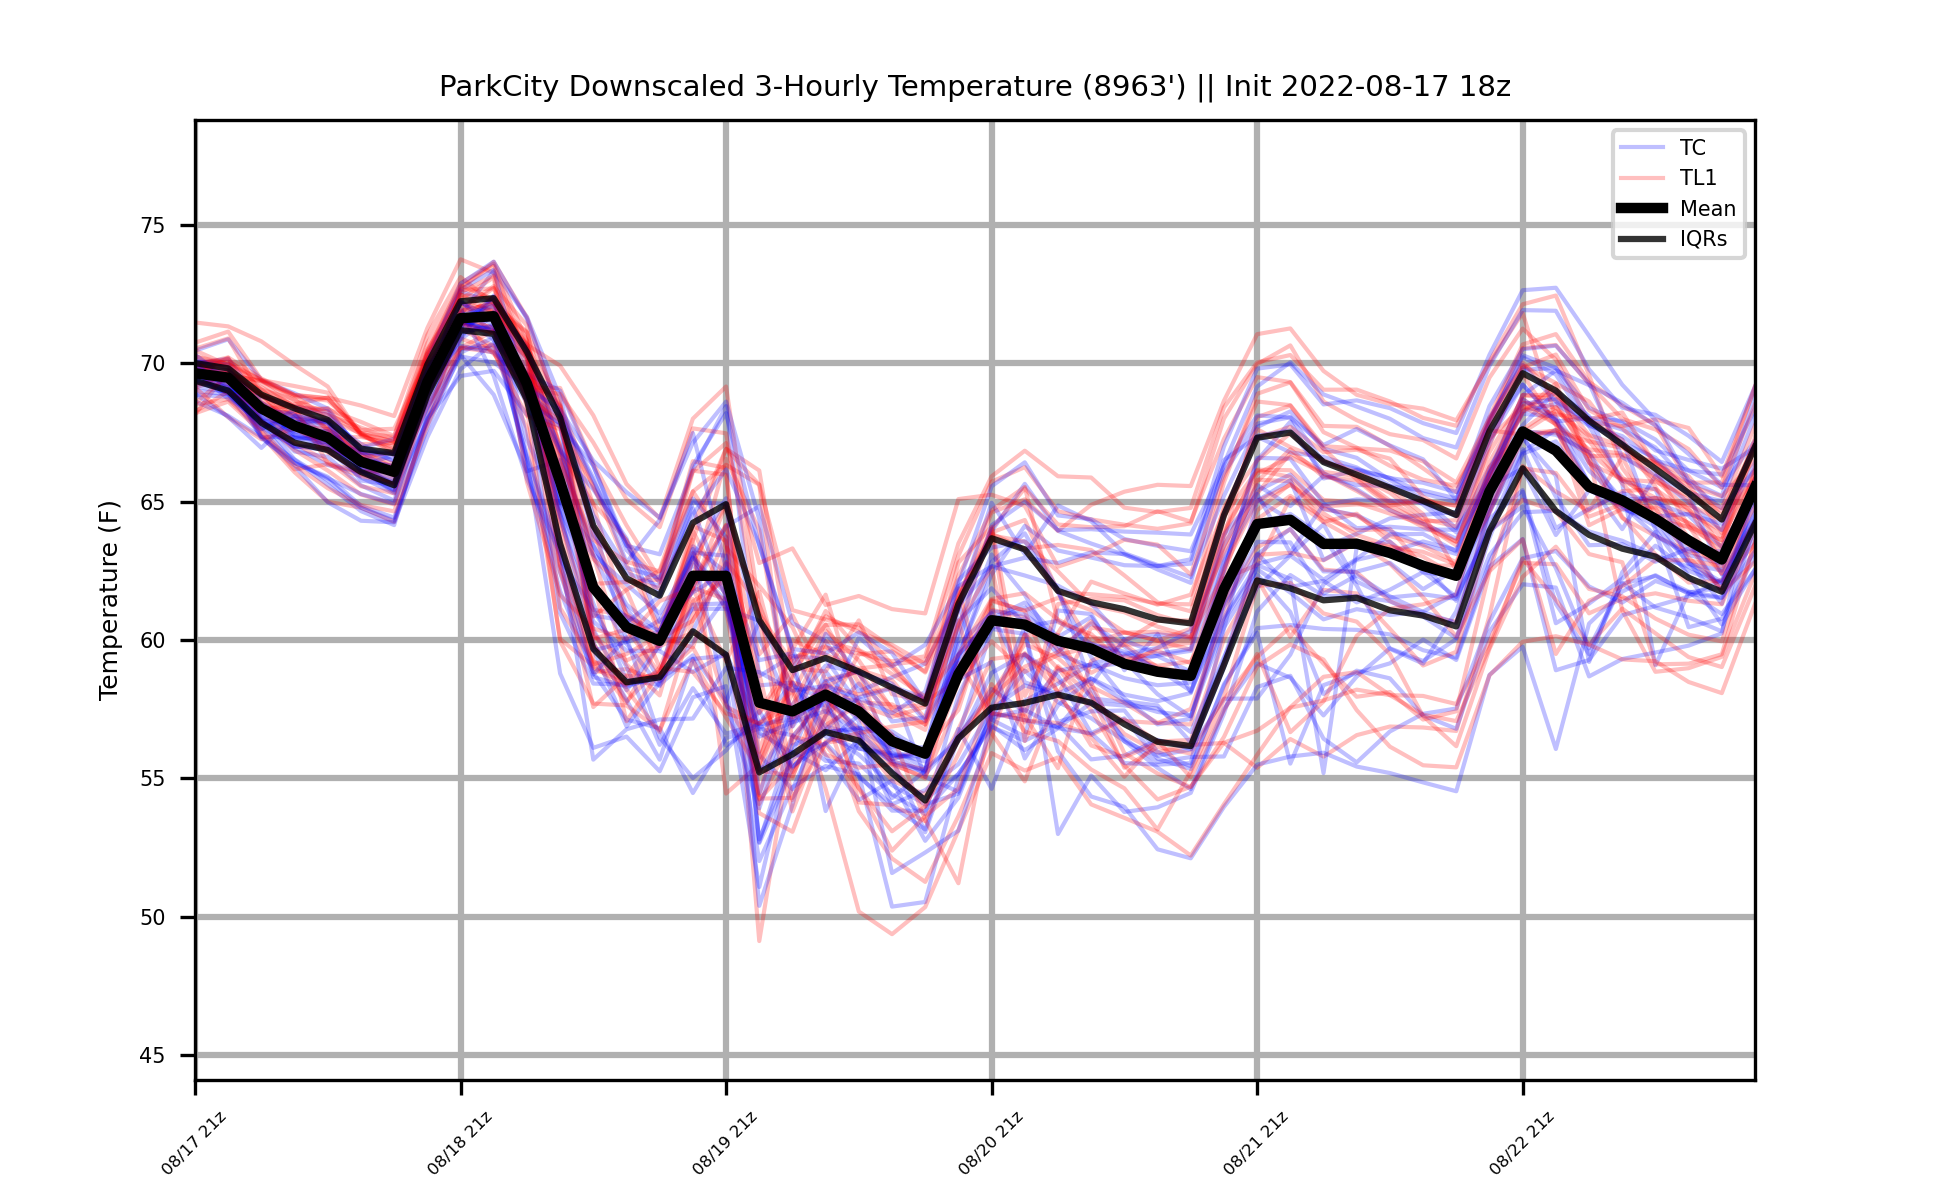 ParkCity Downscaled 3-Hourly Temperature (8963') || Init 2022-08-17 18z
TC
TL1
Mean
IQRs
Temperature (F)
75
70
65
60
55
50
45
08/17 21z
08/18 21z
08/19 21z
08/20 21z
08/21 21z
08/22 21z